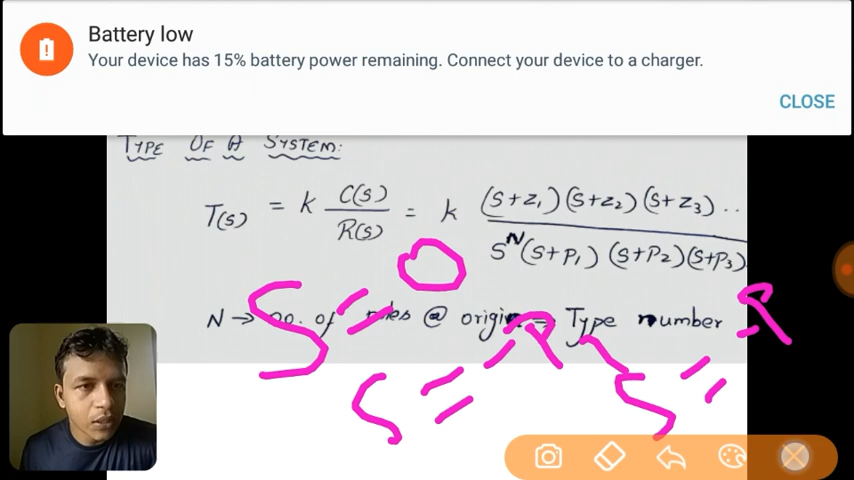 Battery low
Your device has 15% battery power remaining. Connect your device to a charger.
CLOSE
TYPE OF A SYSTEM:
T(s) = K C(s)/R(s) = K (S+Z1)(S+Z2)(S+Z3)../S^N(S+P1)(S+P2)(S+P3)
N → no. of poles @ origin → Type number
S=0
S=-P
S=-P